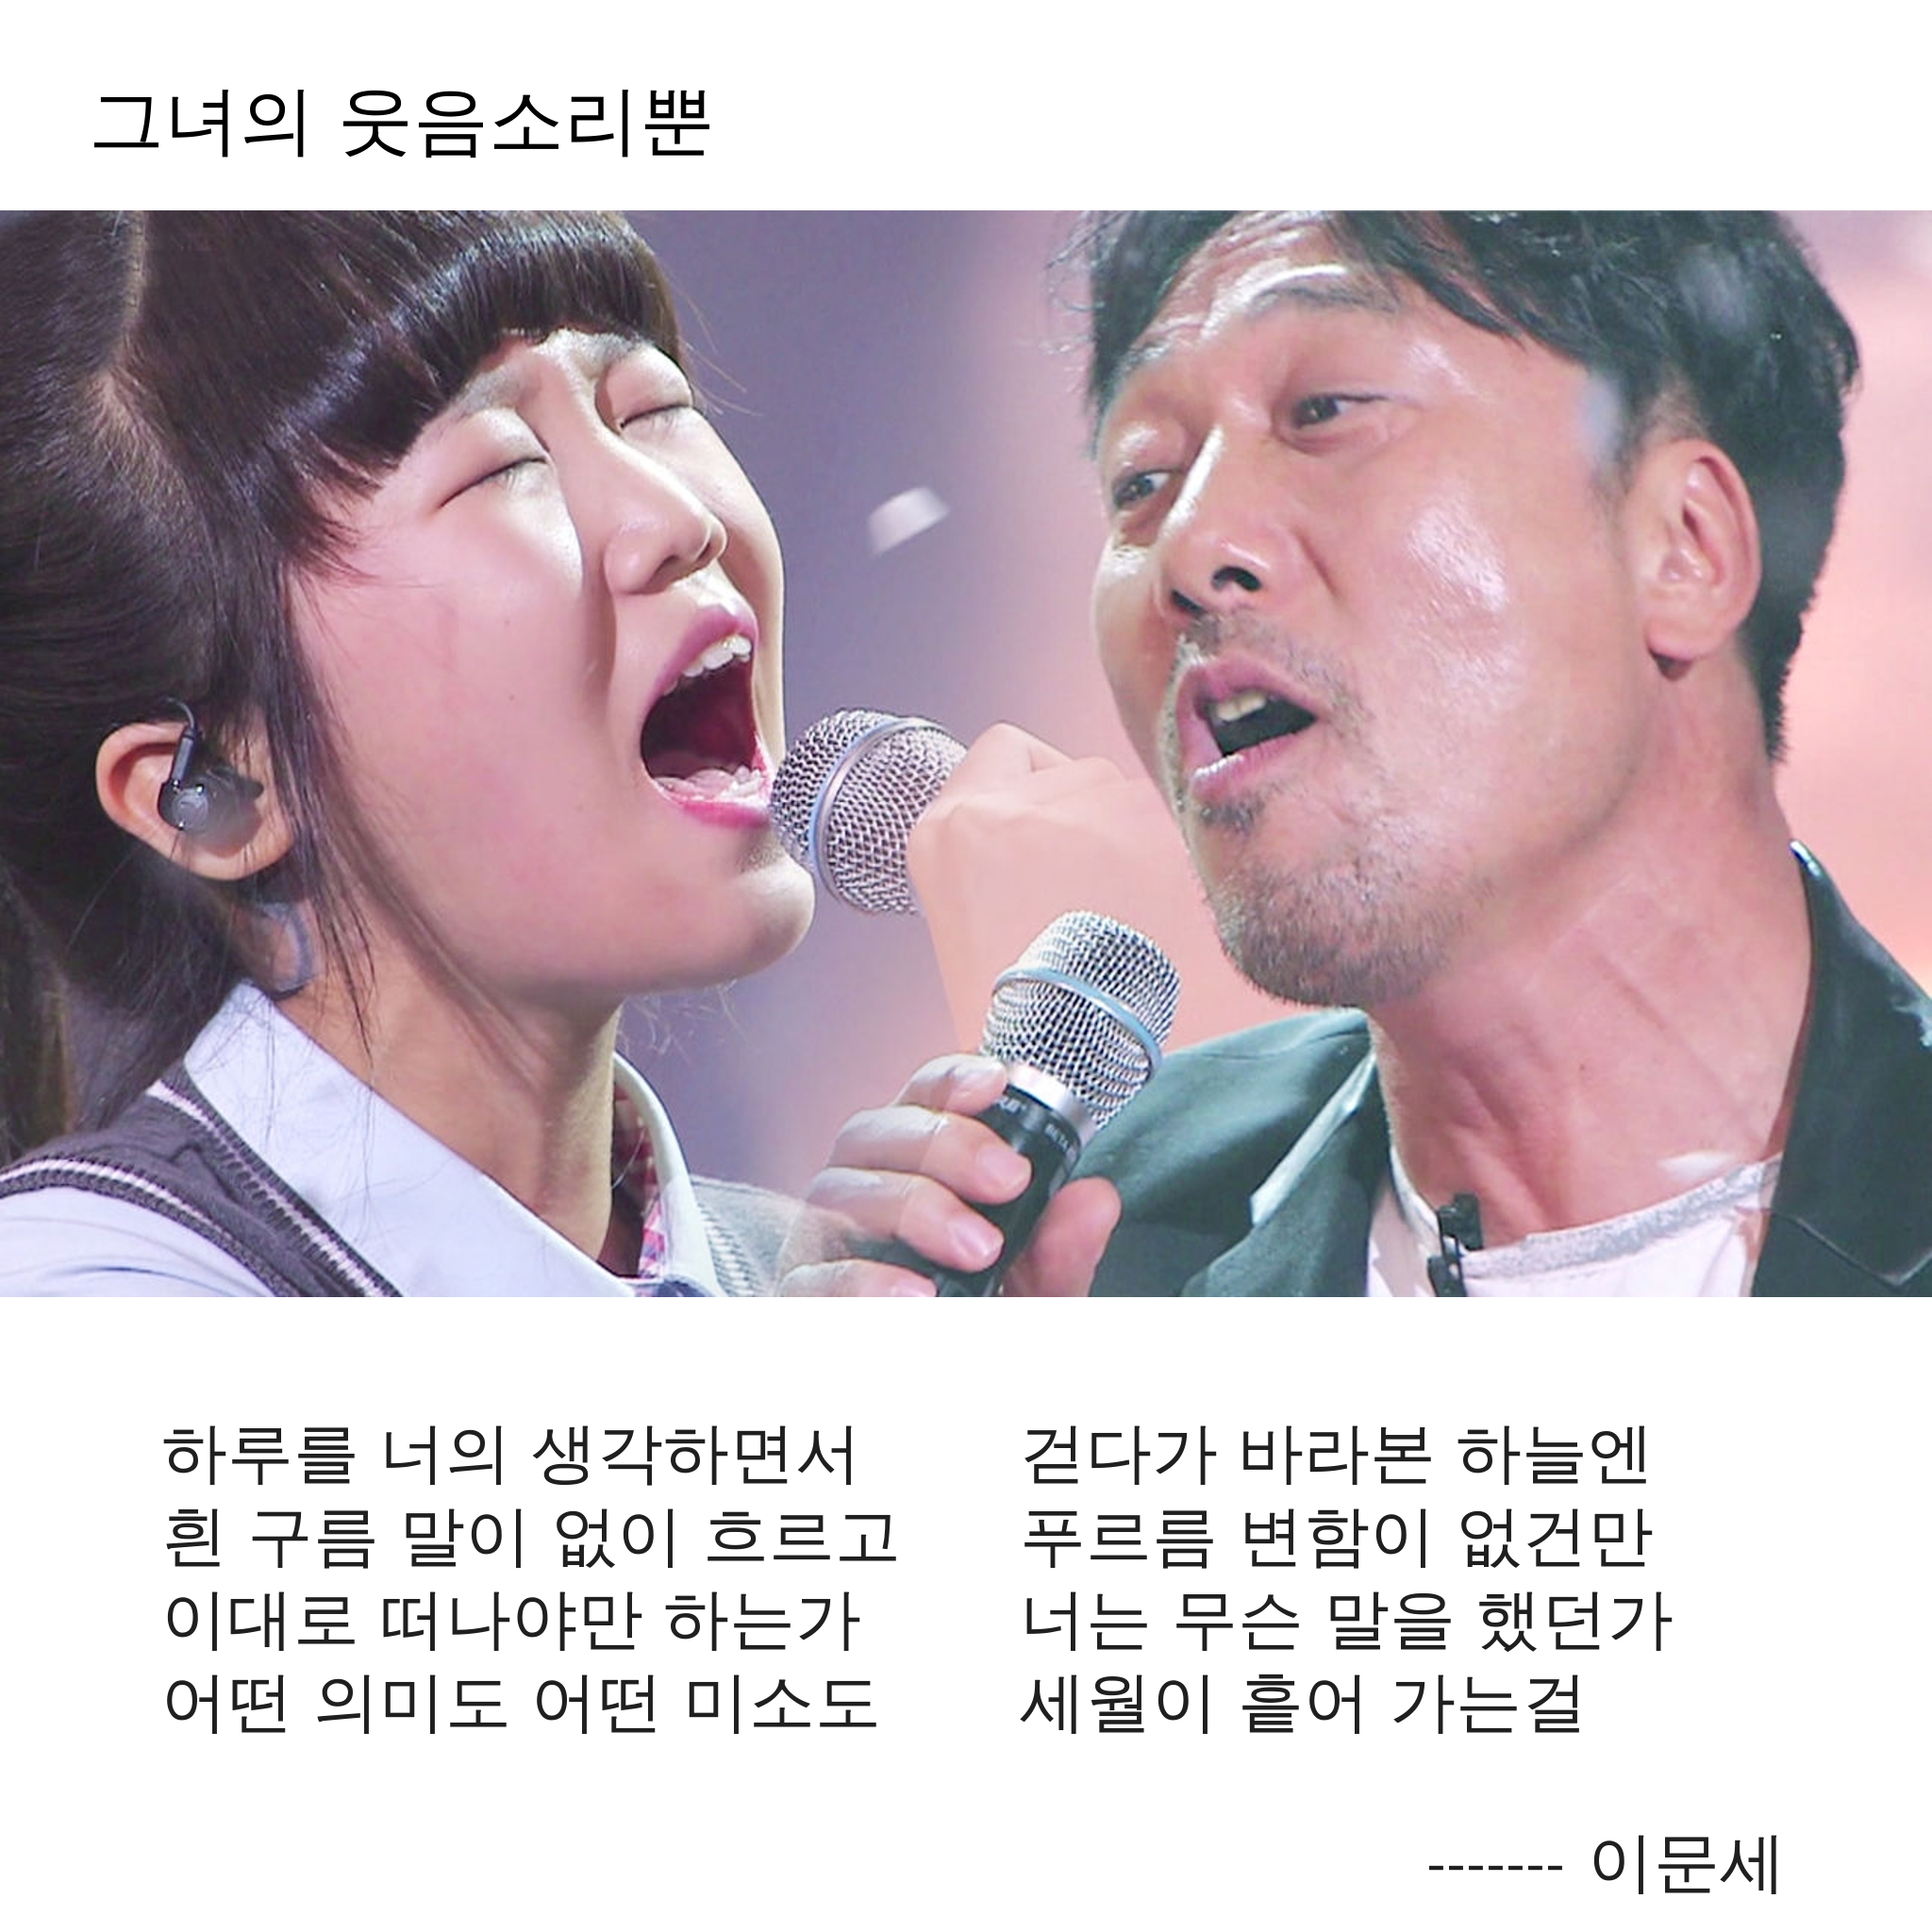 그녀의 웃음소리뿐
하루를 너의 생각하면서
흰 구름 말이 없이 흐르고
이대로 떠나야만 하는가
어떤 의미도 어떤 미소도
걷다가 바라본 하늘엔
푸르름 변함이 없건만
너는 무슨 말을 했던가
세월이 흩어 가는걸
------- 이문세